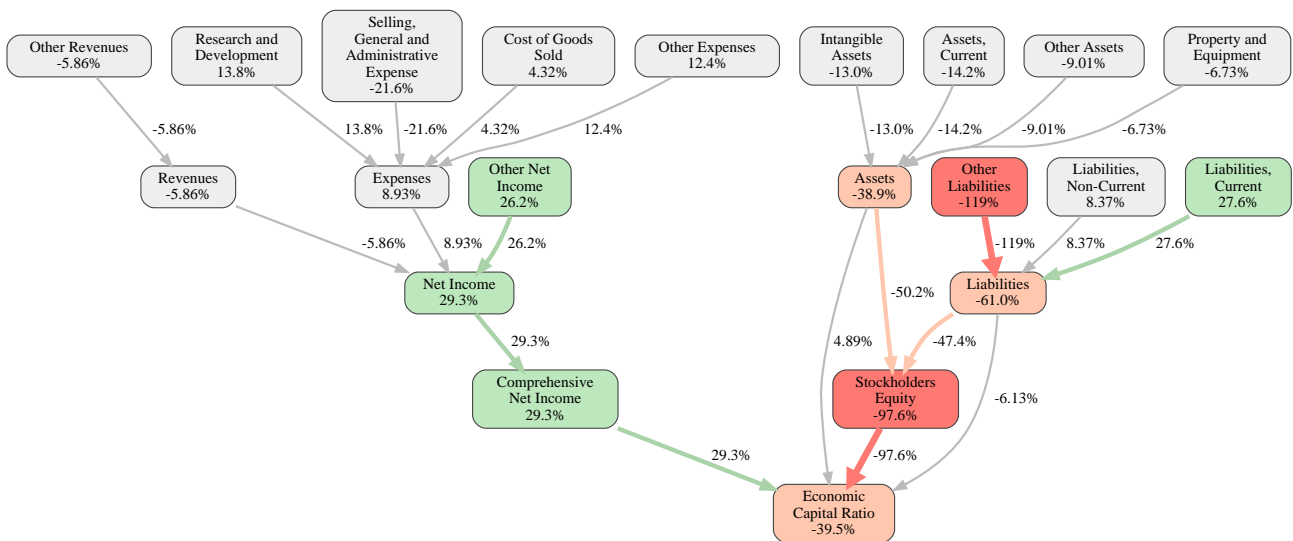 Other Revenues
-5.86%
Research and
Development
13.8%
Selling,
General and
Administrative
Expense
-21.6%
Cost of Goods
Sold
4.32%
Other Expenses
12.4%
Intangible
Assets
-13.0%
Assets,
Current
-14.2%
Other Assets
-9.01%
Property and
Equipment
-6.73%
-5.86%
13.8%
-21.6%
4.32%
12.4%
-13.0%
-14.2%
-9.01%
-6.73%
Revenues
-5.86%
Expenses
8.93%
Other Net
Income
26.2%
Assets
-38.9%
Other
Liabilities
-119%
Liabilities,
Non-Current
8.37%
Liabilities,
Current
27.6%
-5.86%
8.93%
26.2%
-119%
8.37%
27.6%
Net Income
29.3%
-50.2%
Liabilities
-61.0%
29.3%
4.89%
-47.4%
Comprehensive
Net Income
29.3%
Stockholders
Equity
-97.6%
-6.13%
29.3%
-97.6%
Economic
Capital Ratio
-39.5%